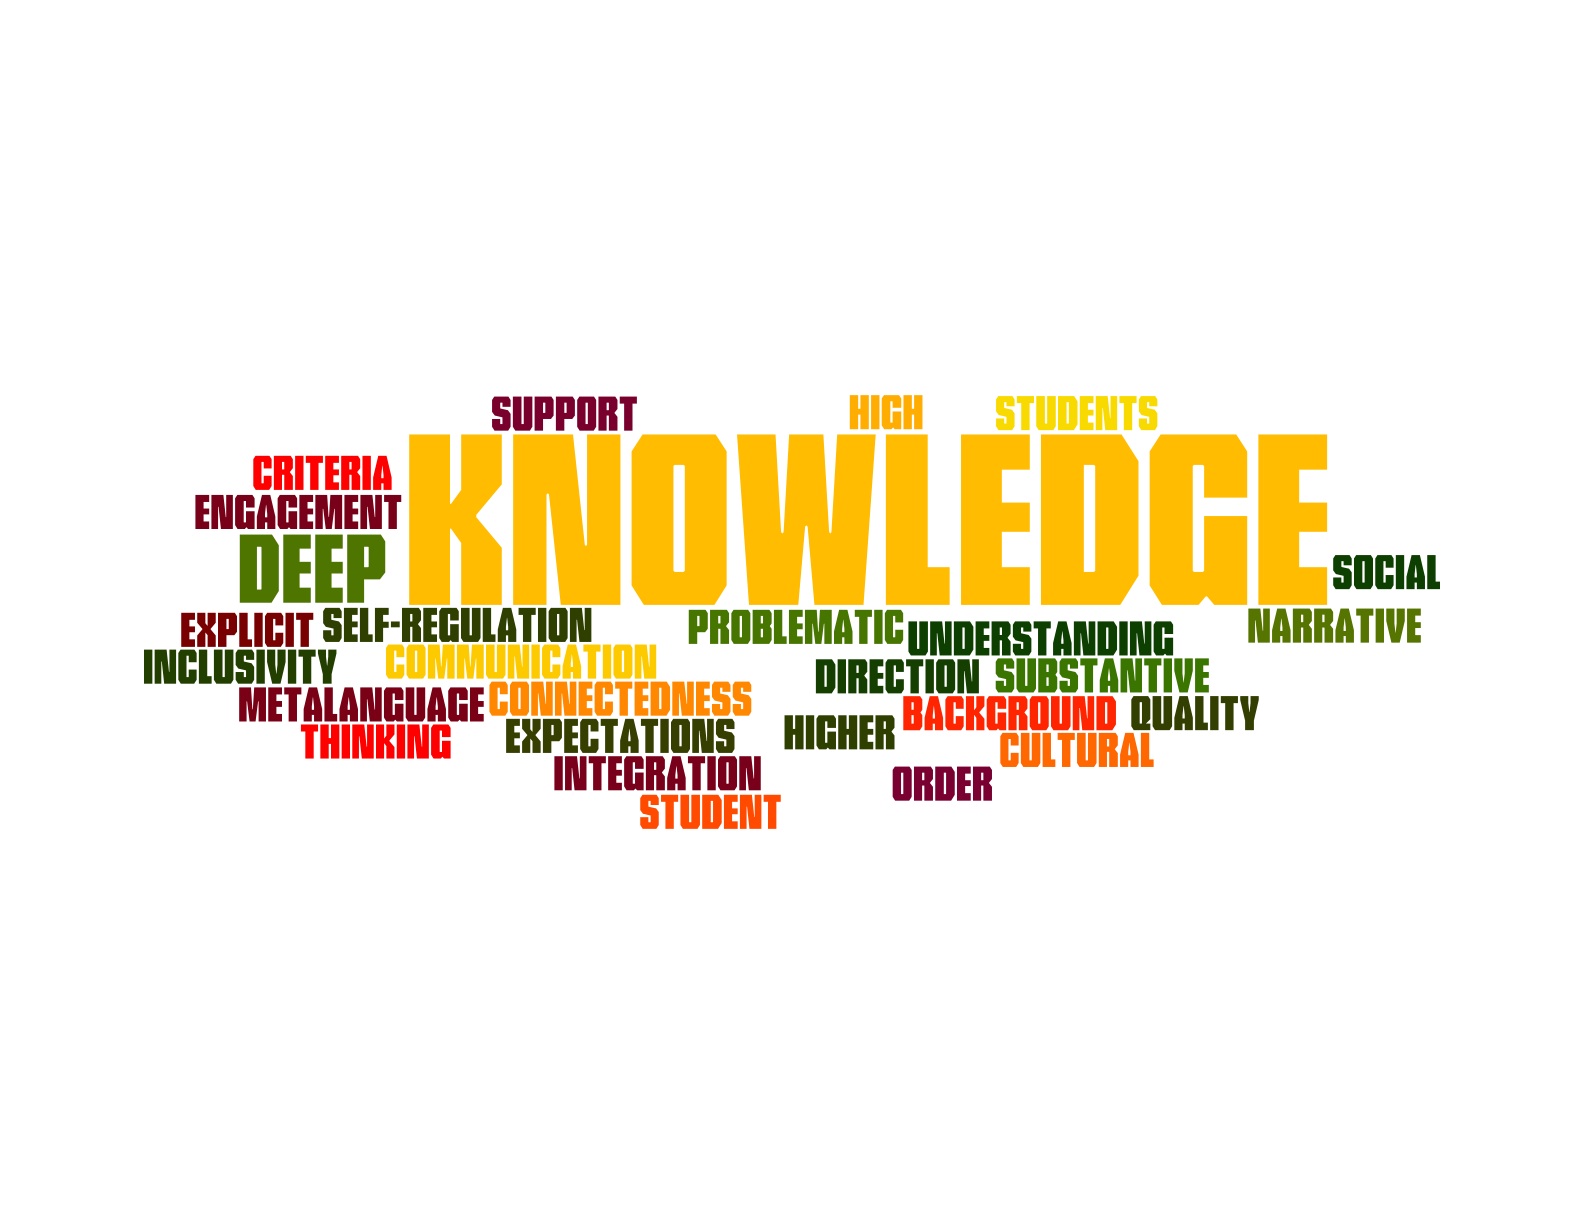 SUPPORT HIGH STUDENTS
CRITERIA
ENGAGEMENT
KNOWLEDGE
DEEP
SOCIAL
EXPLICIT SELF-REGULATION PROBLEMATIC UNDERSTANDING NARRATIVE
INCLUSIVITY COMMUNICATION DIRECTION SUBSTANTIVE
METALANGUAGE CONNECTEDNESS BACKGROUND QUALITY
THINKING EXPECTATIONS HIGHER CULTURAL
INTEGRATION ORDER
STUDENT